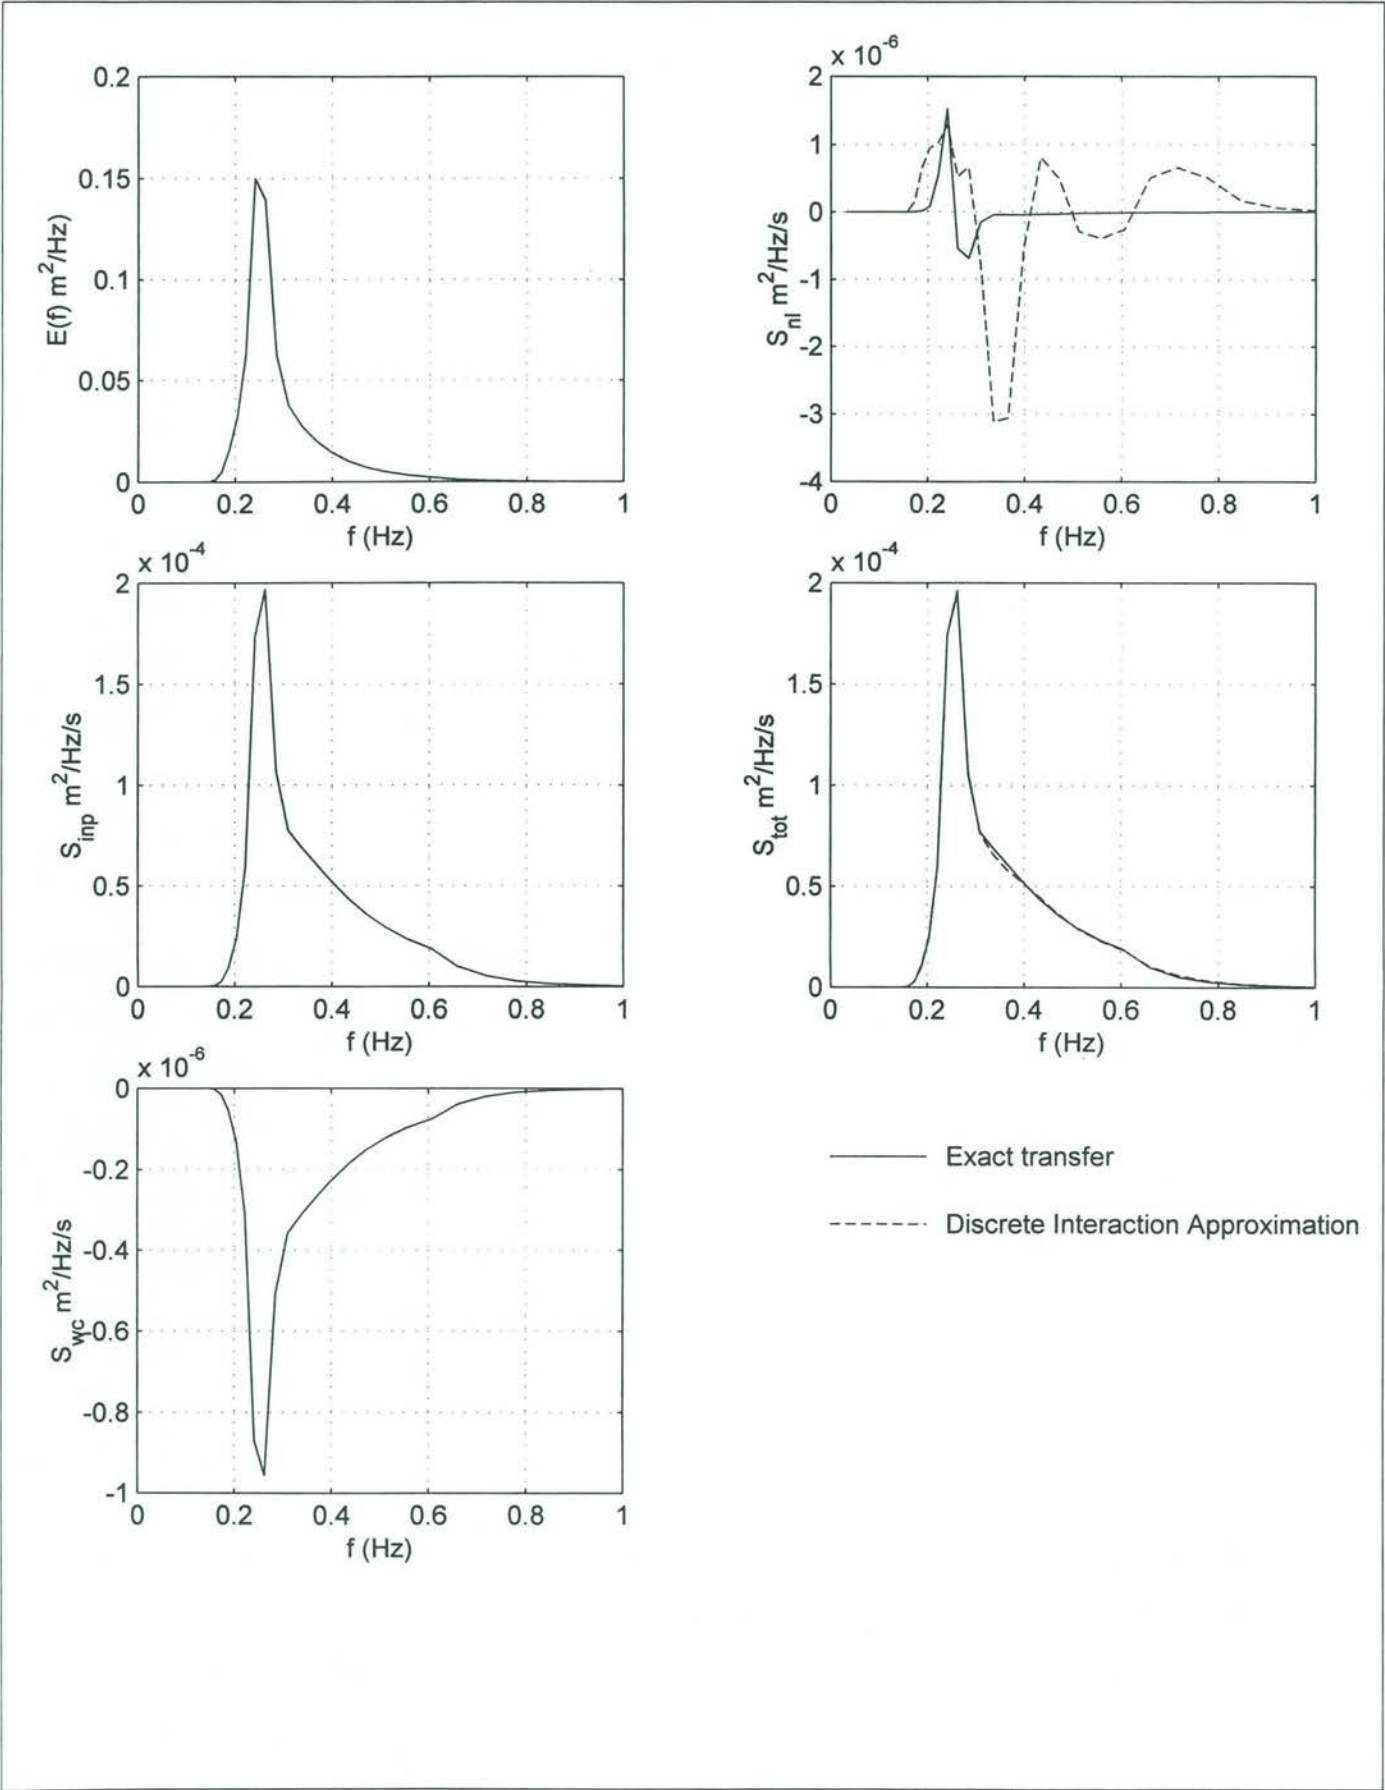 0.2
0.15
0.1
0.05
0
E(f) m²/Hz
0 0.2 0.4 0.6 0.8 1
f (Hz)
x 10⁻⁶
2
1
0
-1
-2
-3
-4
S_nl m²/Hz/s
0 0.2 0.4 0.6 0.8 1
f (Hz)
x 10⁻⁴
2
1.5
1
0.5
0
S_inp m²/Hz/s
0 0.2 0.4 0.6 0.8 1
f (Hz)
x 10⁻⁴
2
1.5
1
0.5
0
S_tot m²/Hz/s
0 0.2 0.4 0.6 0.8 1
f (Hz)
x 10⁻⁶
0
-0.2
-0.4
-0.6
-0.8
-1
S_wc m²/Hz/s
0 0.2 0.4 0.6 0.8 1
f (Hz)
Exact transfer
Discrete Interaction Approximation